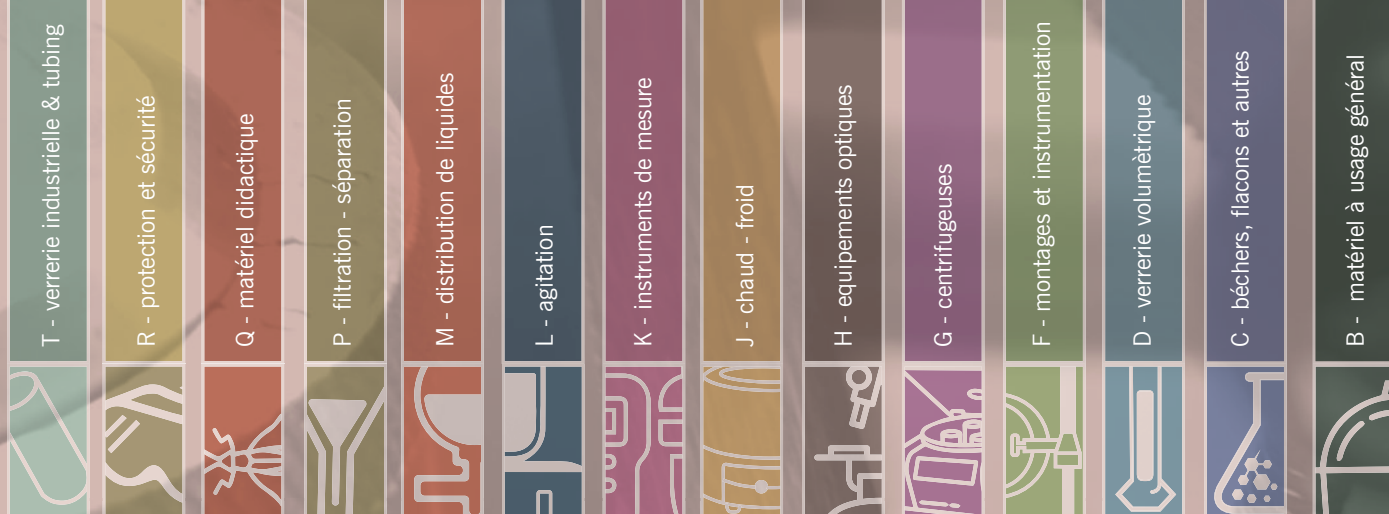 T - verrerie industrielle & tubing
R - protection et sécurité
Q - matériel didactique
P - filtration - séparation
M - distribution de liquides
L - agitation
K - instruments de mesure
J - chaud - froid
H - equipements optiques
G - centrifugeuses
F - montages et instrumentation
D - verrerie volumètrique
C - béchers, flacons et autres
B - matériel à usage général